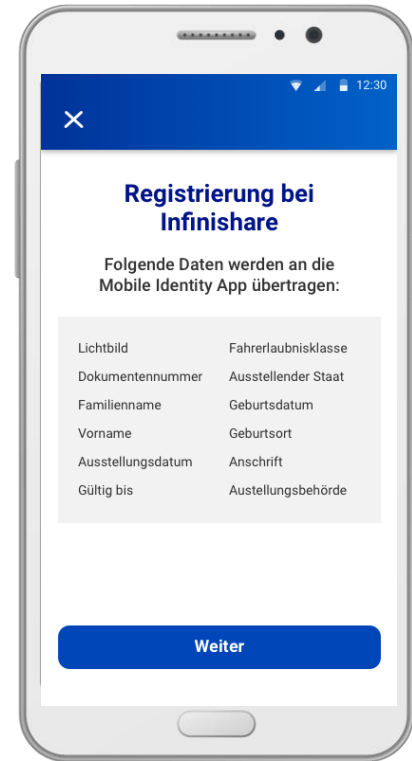 12:30
Registrierung bei
Infinishare
Folgende Daten werden an die
Mobile Identity App übertragen:
Lichtbild
Dokumentennummer
Familienname
Vorname
Ausstellungsdatum
Gültig bis
Fahrerlaubnisklasse
Ausstellender Staat
Geburtsdatum
Geburtsort
Anschrift
Austellungsbehörde
Weiter